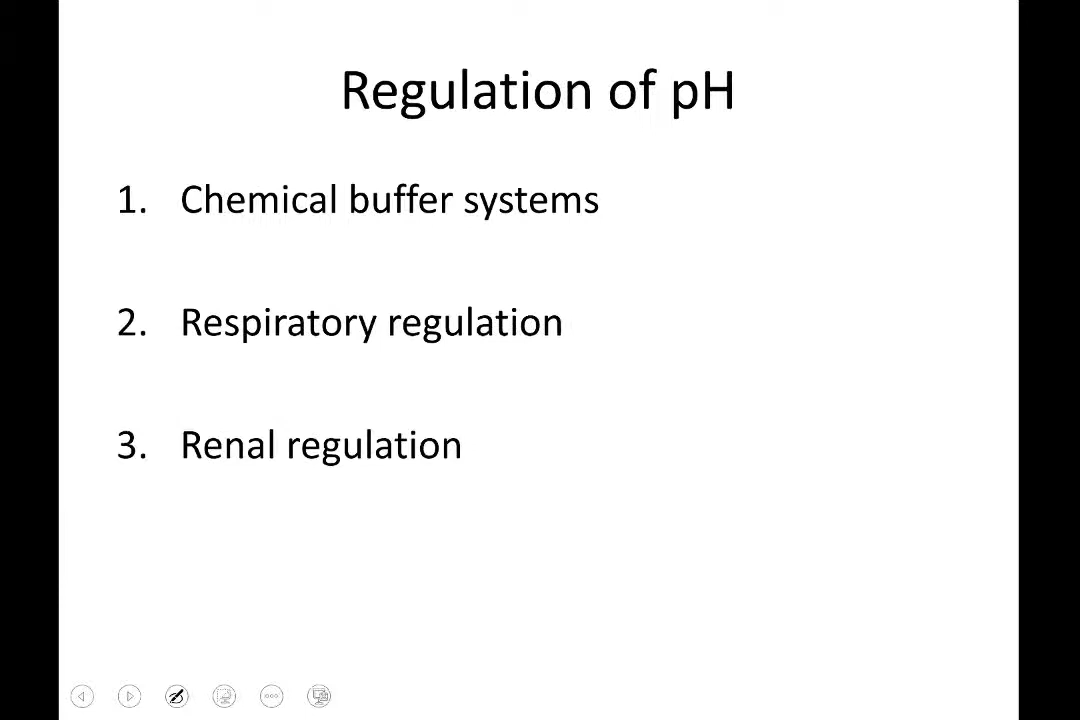 Regulation of pH
1. Chemical buffer systems
2. Respiratory regulation
3. Renal regulation